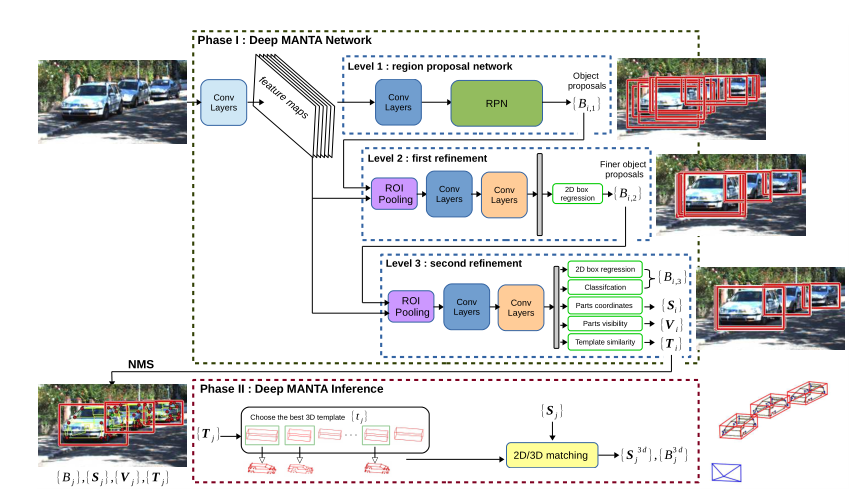 Phase I : Deep MANTA Network
Conv
Layers
feature maps
Level 1 : region proposal network
Conv
Layers
RPN
Object
proposals
{B_{i,1}}
Level 2 : first refinement
ROI
Pooling
Conv
Layers
Conv
Layers
2D box
regression
Finer object
proposals
{B_{i,2}}
Level 3 : second refinement
ROI
Pooling
Conv
Layers
Conv
Layers
2D box regression
Classifcation
{B_{i,3}}
Parts coordinates
{S_i}
Parts visibility
{V_i}
Template similarity
{T_i}
NMS
{B_j},{S_j},{V_j},{T_j}
Phase II : Deep MANTA Inference
{T_j}
Choose the best 3D template {t_j}
...
{S_j}
2D/3D matching
{S_j^{3d}},{B_j^{3d}}